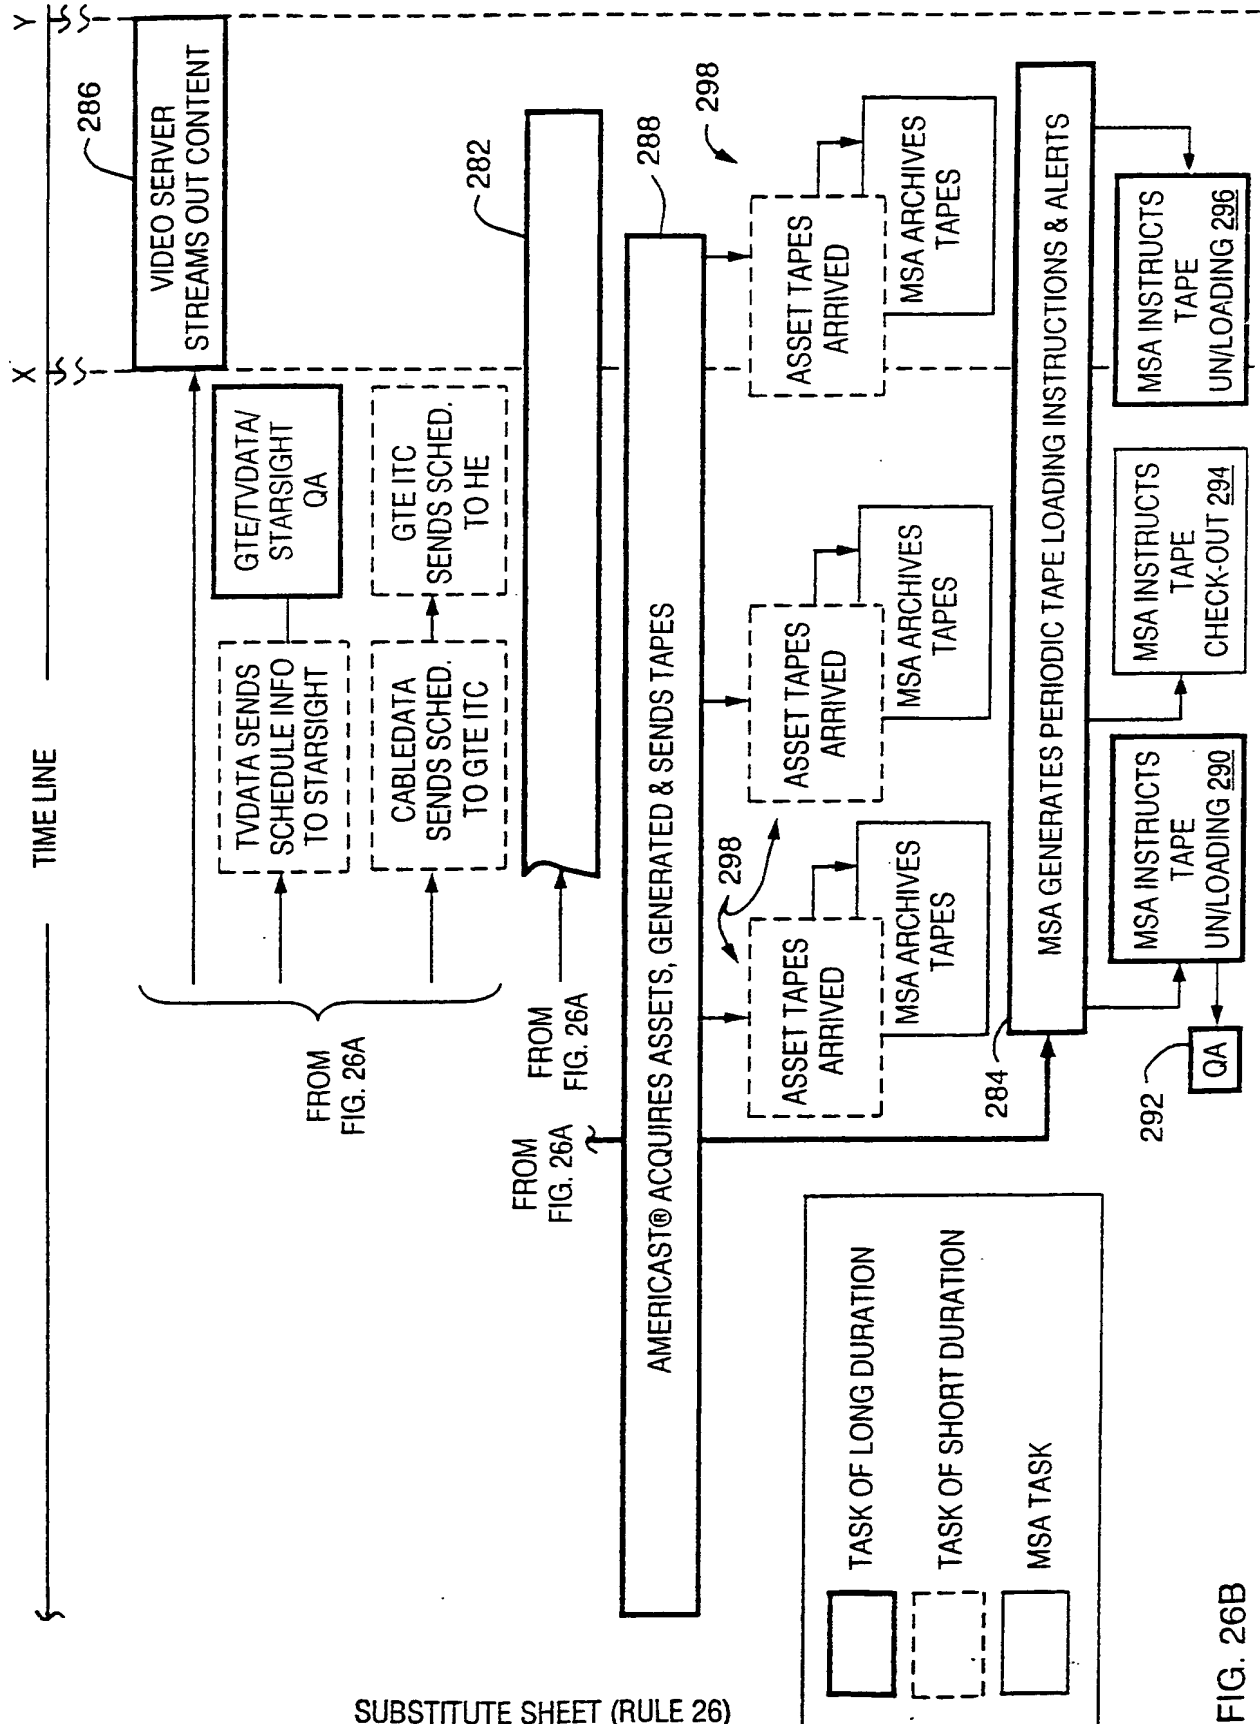 TIME LINE
X
Y
286
VIDEO SERVER
STREAMS OUT CONTENT
TVDATA SENDS
SCHEDULE INFO
TO STARSIGHT
GTE/TVDATA/
STARSIGHT
QA
CABLEDATA
SENDS SCHED.
TO GTE ITC
GTE ITC
SENDS SCHED.
TO HE
FROM
FIG. 26A
282
FROM
FIG. 26A
FROM
FIG. 26A
288
AMERICAST® ACQUIRES ASSETS, GENERATED & SENDS TAPES
298
298
ASSET TAPES
ARRIVED
MSA ARCHIVES
TAPES
ASSET TAPES
ARRIVED
MSA ARCHIVES
TAPES
ASSET TAPES
ARRIVED
MSA ARCHIVES
TAPES
284
MSA GENERATES PERIODIC TAPE LOADING INSTRUCTIONS & ALERTS
292
QA
MSA INSTRUCTS
TAPE
UN/LOADING 290
MSA INSTRUCTS
TAPE
CHECK-OUT 294
MSA INSTRUCTS
TAPE
UN/LOADING 296
TASK OF LONG DURATION
TASK OF SHORT DURATION
MSA TASK
FIG. 26B
SUBSTITUTE SHEET (RULE 26)